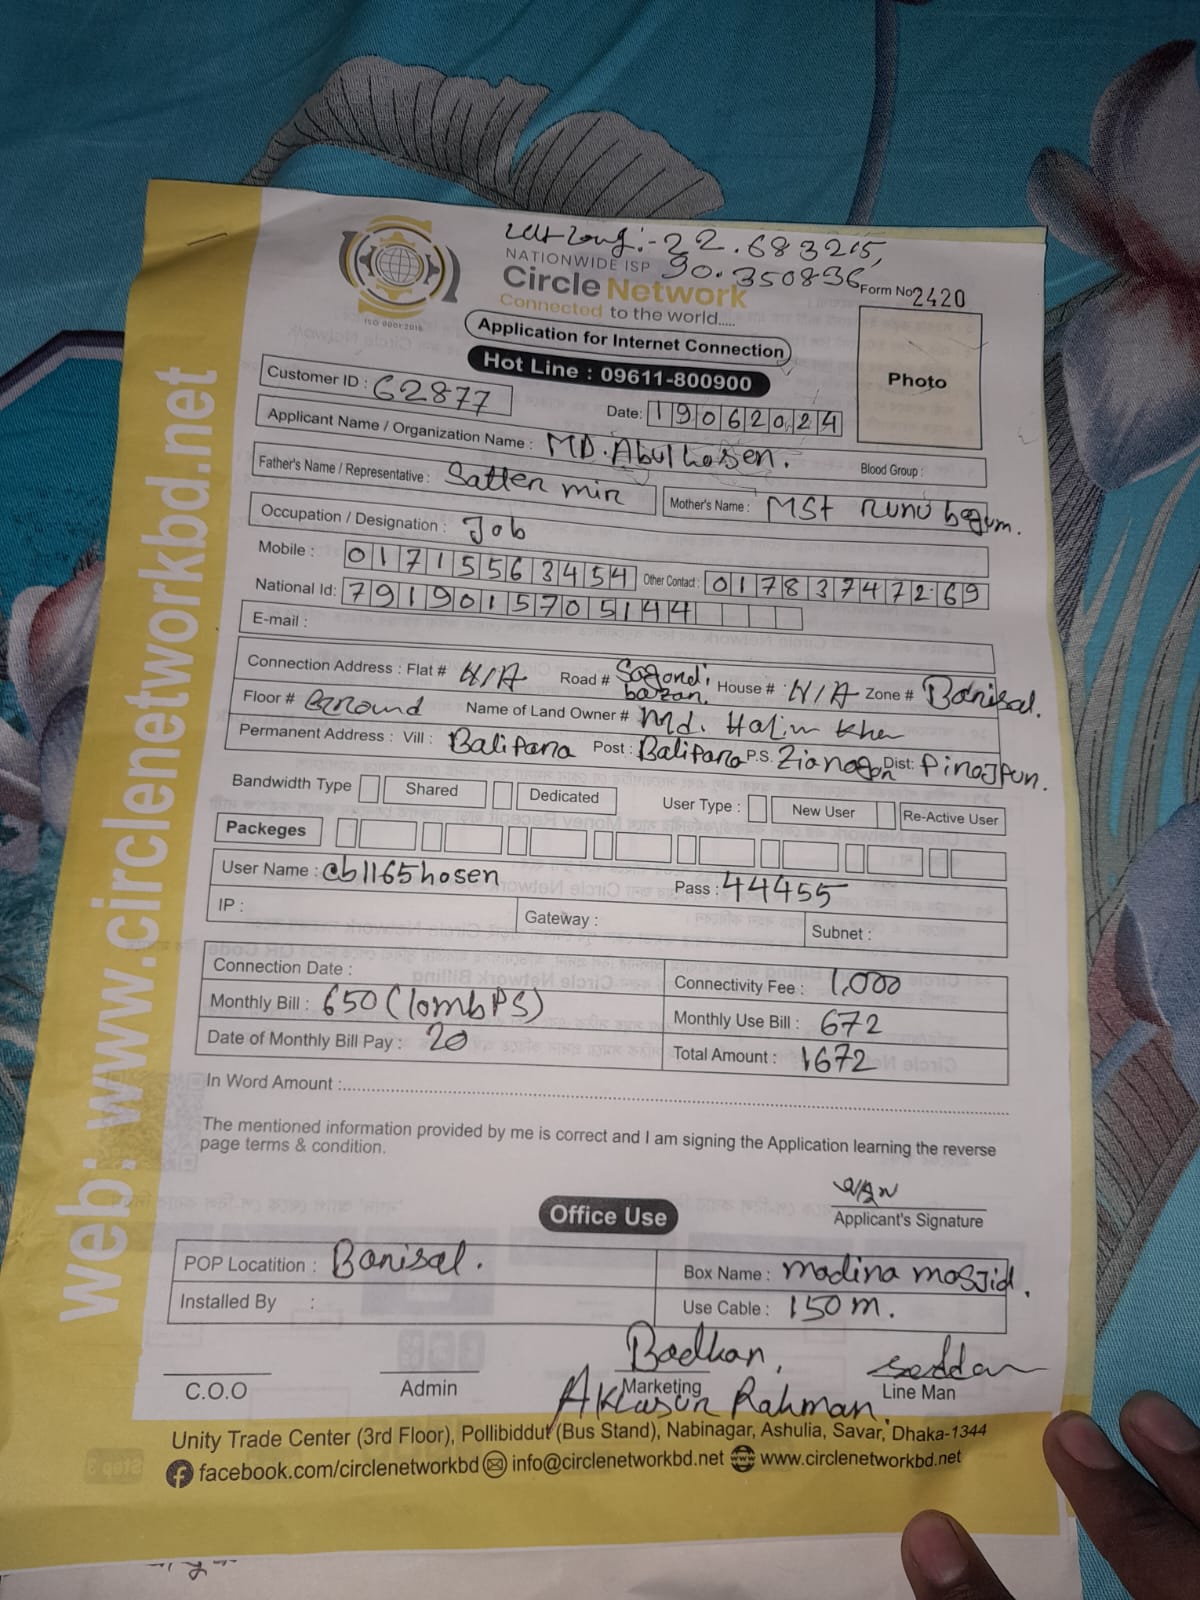 Lat Long:- 22.683215,
90.350836
NATIONWIDE ISP
Circle Network
Connected to the world.....
ISO 9001:2015
Form No 2420
Application for Internet Connection
Hot Line : 09611-800900
Photo
Customer ID : 62877
Date: 19062024
Applicant Name / Organization Name : MD. Abul hosen.
Blood Group :
Father's Name / Representative : Satter mir
Mother's Name : MSt runu begum.
Occupation / Designation : Job
Mobile : 01715563454 Other Contact : 01783747269
National Id: 7919015705144
E-mail :
Connection Address : Flat # N/A Road # Sagordi bazar. House # N/A Zone # Barisal.
Floor # Ground Name of Land Owner # Md. Halim khan
Permanent Address : Vill : Balipara Post : Balipara P.S. Zianagor Dist: Pirojpur.
Bandwidth Type Shared Dedicated User Type : New User Re-Active User
Packeges
User Name : cb1165hosen Pass : 44455
IP : Gateway : Subnet :
Connection Date : Connectivity Fee : 1,000
Monthly Bill : 650 (10mbPS) Monthly Use Bill : 672
Date of Monthly Bill Pay : 20 Total Amount : 1672
In Word Amount :
The mentioned information provided by me is correct and I am signing the Application learning the reverse
page terms & condition.
Applicant's Signature
Office Use
POP Locatition : Barisal. Box Name : madina mosjid.
Installed By : Use Cable : 150 m.
C.O.O Admin Marketing Line Man
Rahman.
Unity Trade Center (3rd Floor), Pollibiddut (Bus Stand), Nabinagar, Ashulia, Savar, Dhaka-1344
facebook.com/circlenetworkbd info@circlenetworkbd.net www.circlenetworkbd.net
web: www.circlenetworkbd.net